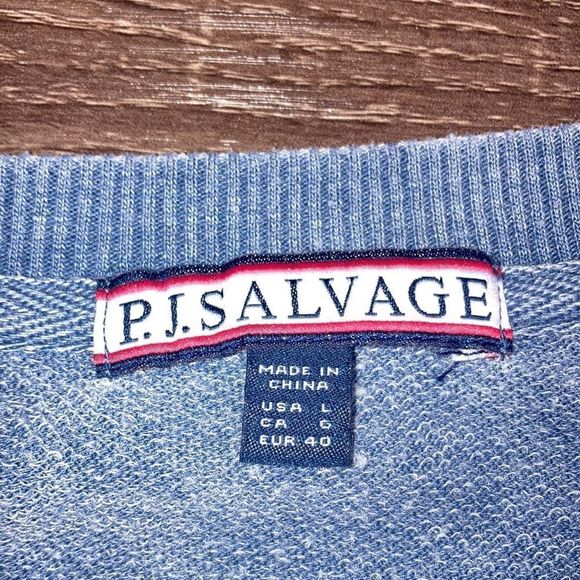 P.J.SALVAGE
MADE IN
CHINA
USA L
CA G
EUR 40